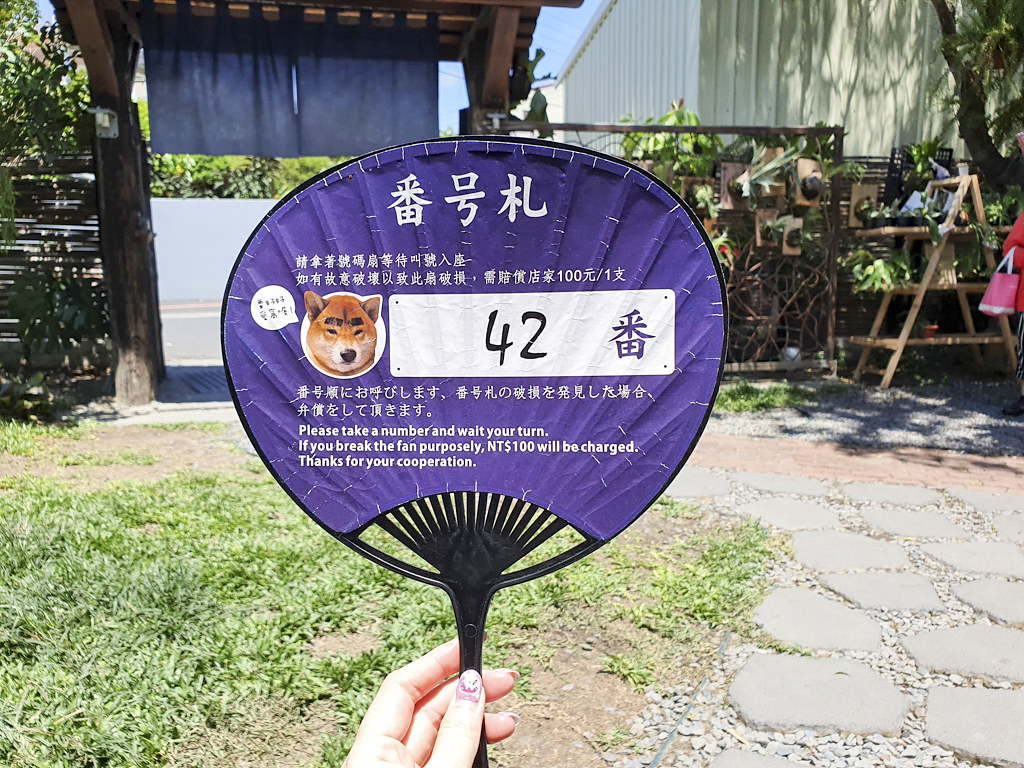 番号札
請拿著號碼扇等待叫號入座
如有故意破壞以致此扇破損，需賠償店家100元/1支
42 番
番号順にお呼びします、番号札の破損を発見した場合、
弁償をして頂きます。
Please take a number and wait your turn.
If you break the fan purposely, NT$100 will be charged.
Thanks for your cooperation.